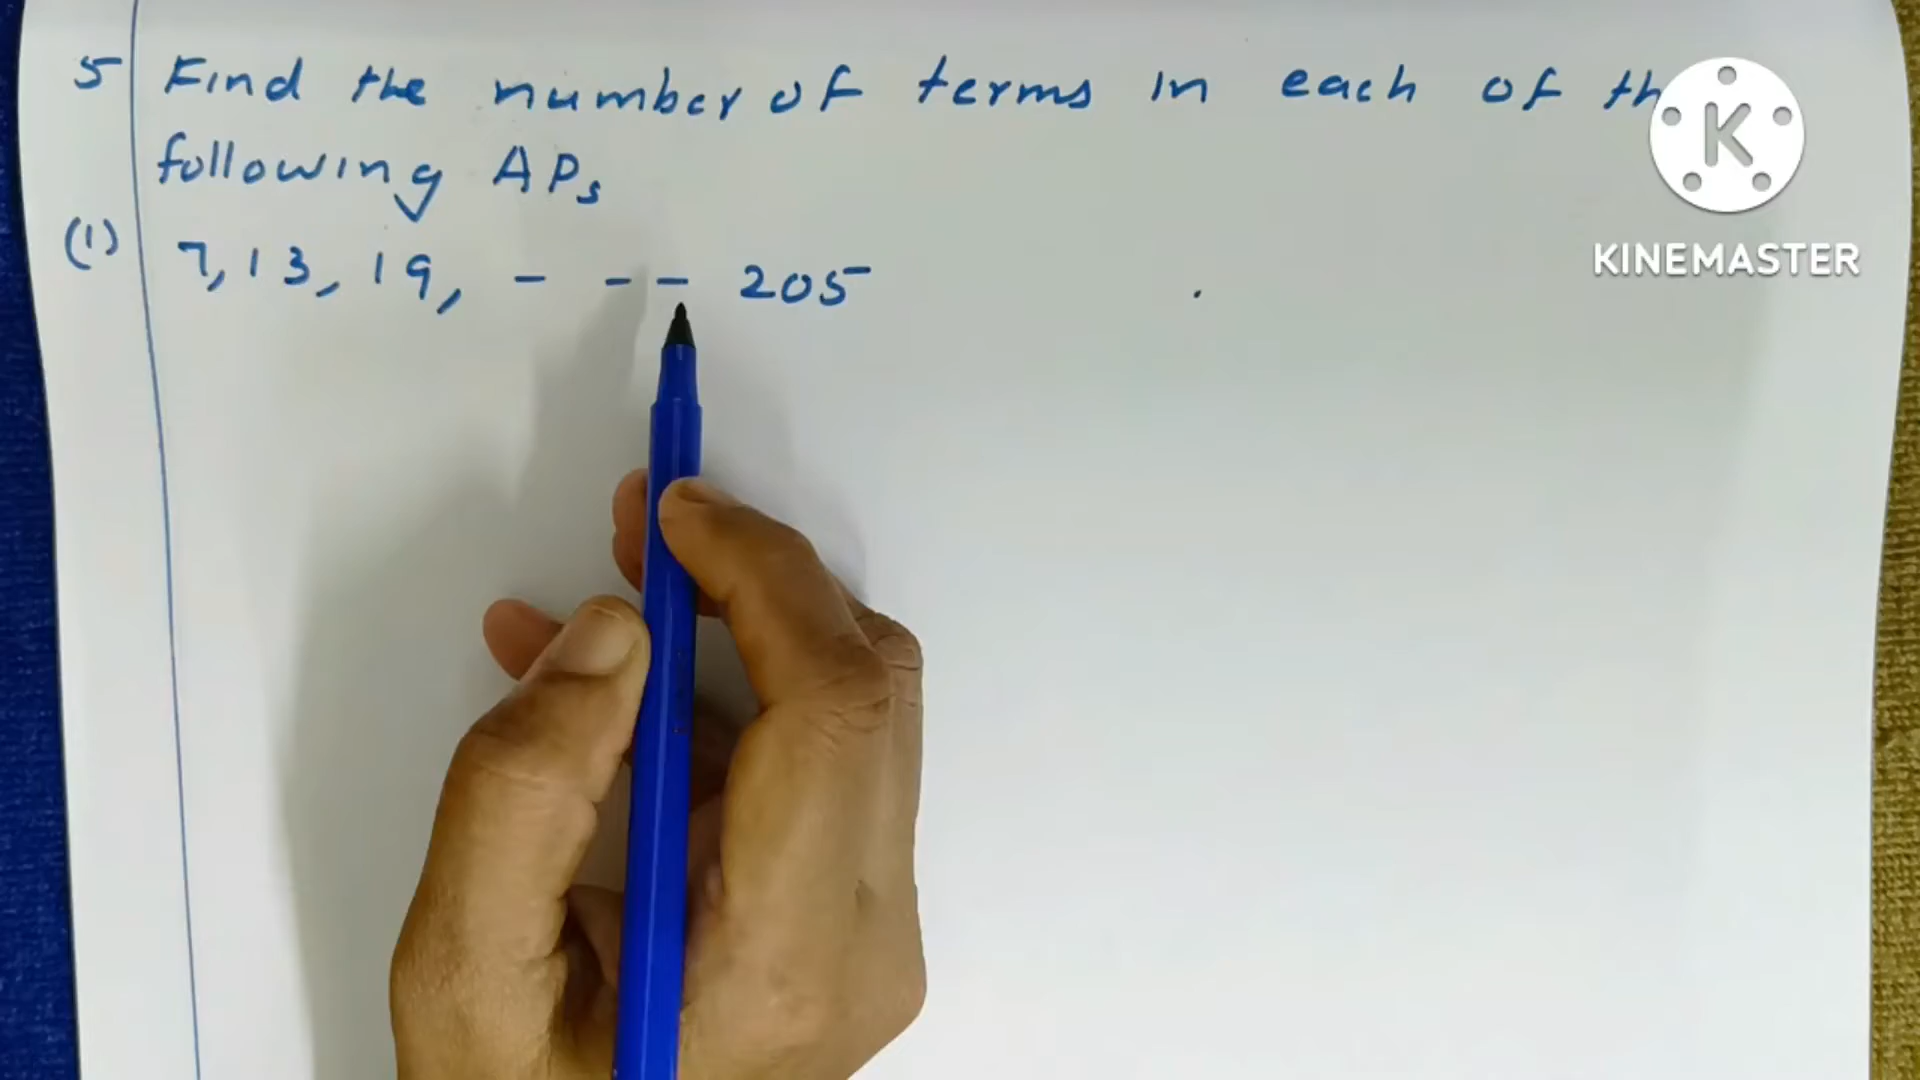 5 Find the number of terms in each of th
following APs
(1) 7, 13, 19, - - - 205
K
KINEMASTER